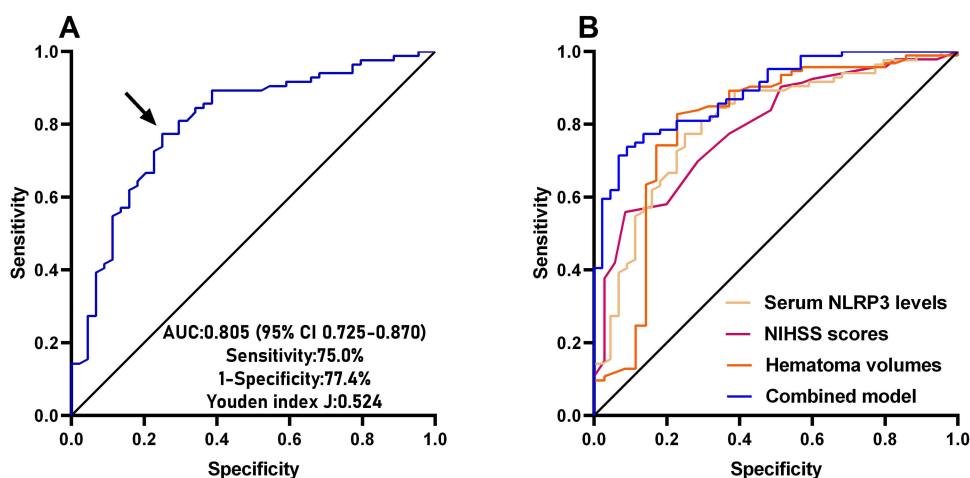 A
1.0
0.8
0.6
0.4
0.2
0.0
Sensitivity
AUC:0.805 (95% CI 0.725-0.870)
Sensitivity:75.0%
1-Specificity:77.4%
Youden index J:0.524
0.0 0.2 0.4 0.6 0.8 1.0
Specificity
B
1.0
0.8
0.6
0.4
0.2
0.0
Sensitivity
Serum NLRP3 levels
NIHSS scores
Hematoma volumes
Combined model
0.0 0.2 0.4 0.6 0.8 1.0
Specificity